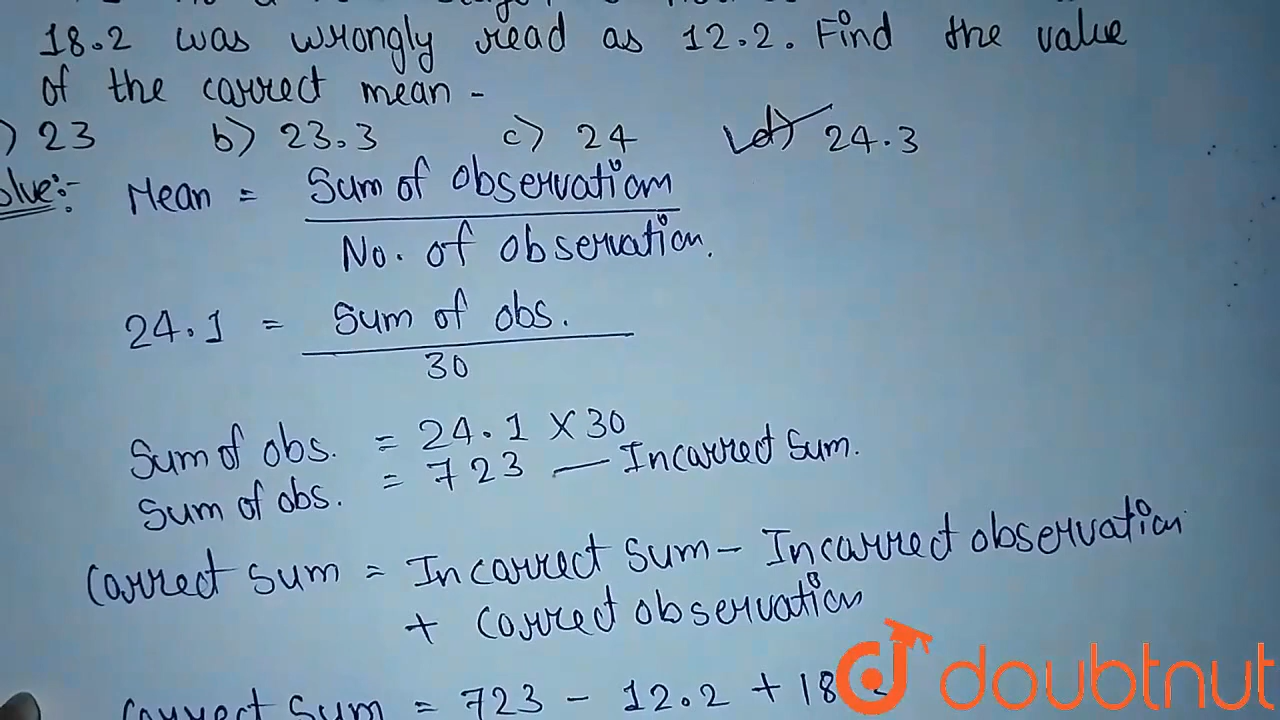 18.2 was wrongly read as 12.2. Find the value
of the correct mean -
) 23 b) 23.3 c) 24 d) 24.3
olve:- Mean = Sum of observation
No. of observation.
24.1 = Sum of obs.
30
Sum of obs. = 24.1 × 30
Sum of obs. = 723 — Incorrect Sum.
Correct sum = Incorrect sum - Incorrect observation
+ correct observation
Correct sum = 723 - 12.2 + 18
doubtnut